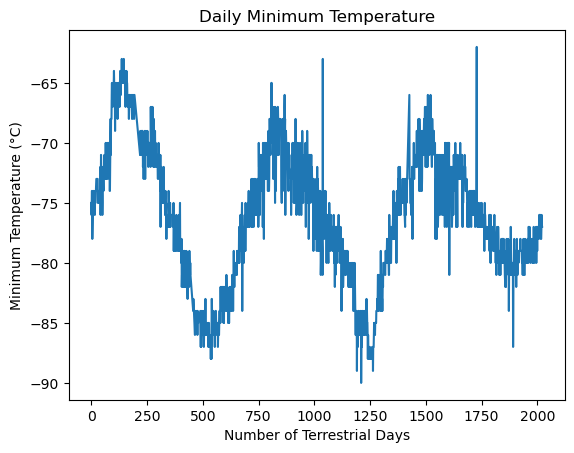 Daily Minimum Temperature
Minimum Temperature (°C)
−65
−70
−75
−80
−85
−90
0 250 500 750 1000 1250 1500 1750 2000
Number of Terrestrial Days